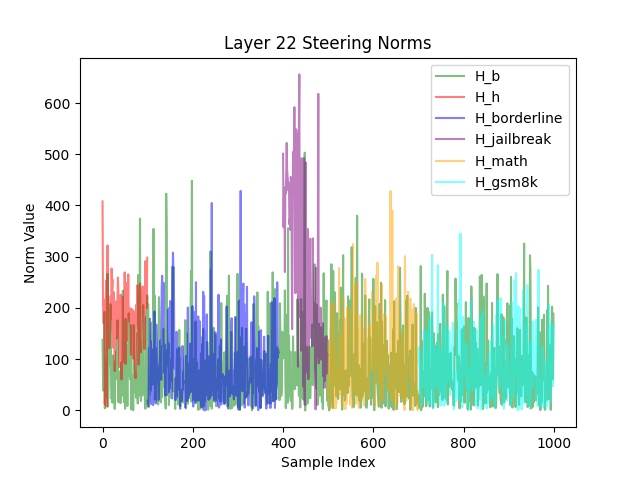 Layer 22 Steering Norms
H_b
H_h
H_borderline
H_jailbreak
H_math
H_gsm8k
Norm Value
600
500
400
300
200
100
0
0 200 400 600 800 1000
Sample Index